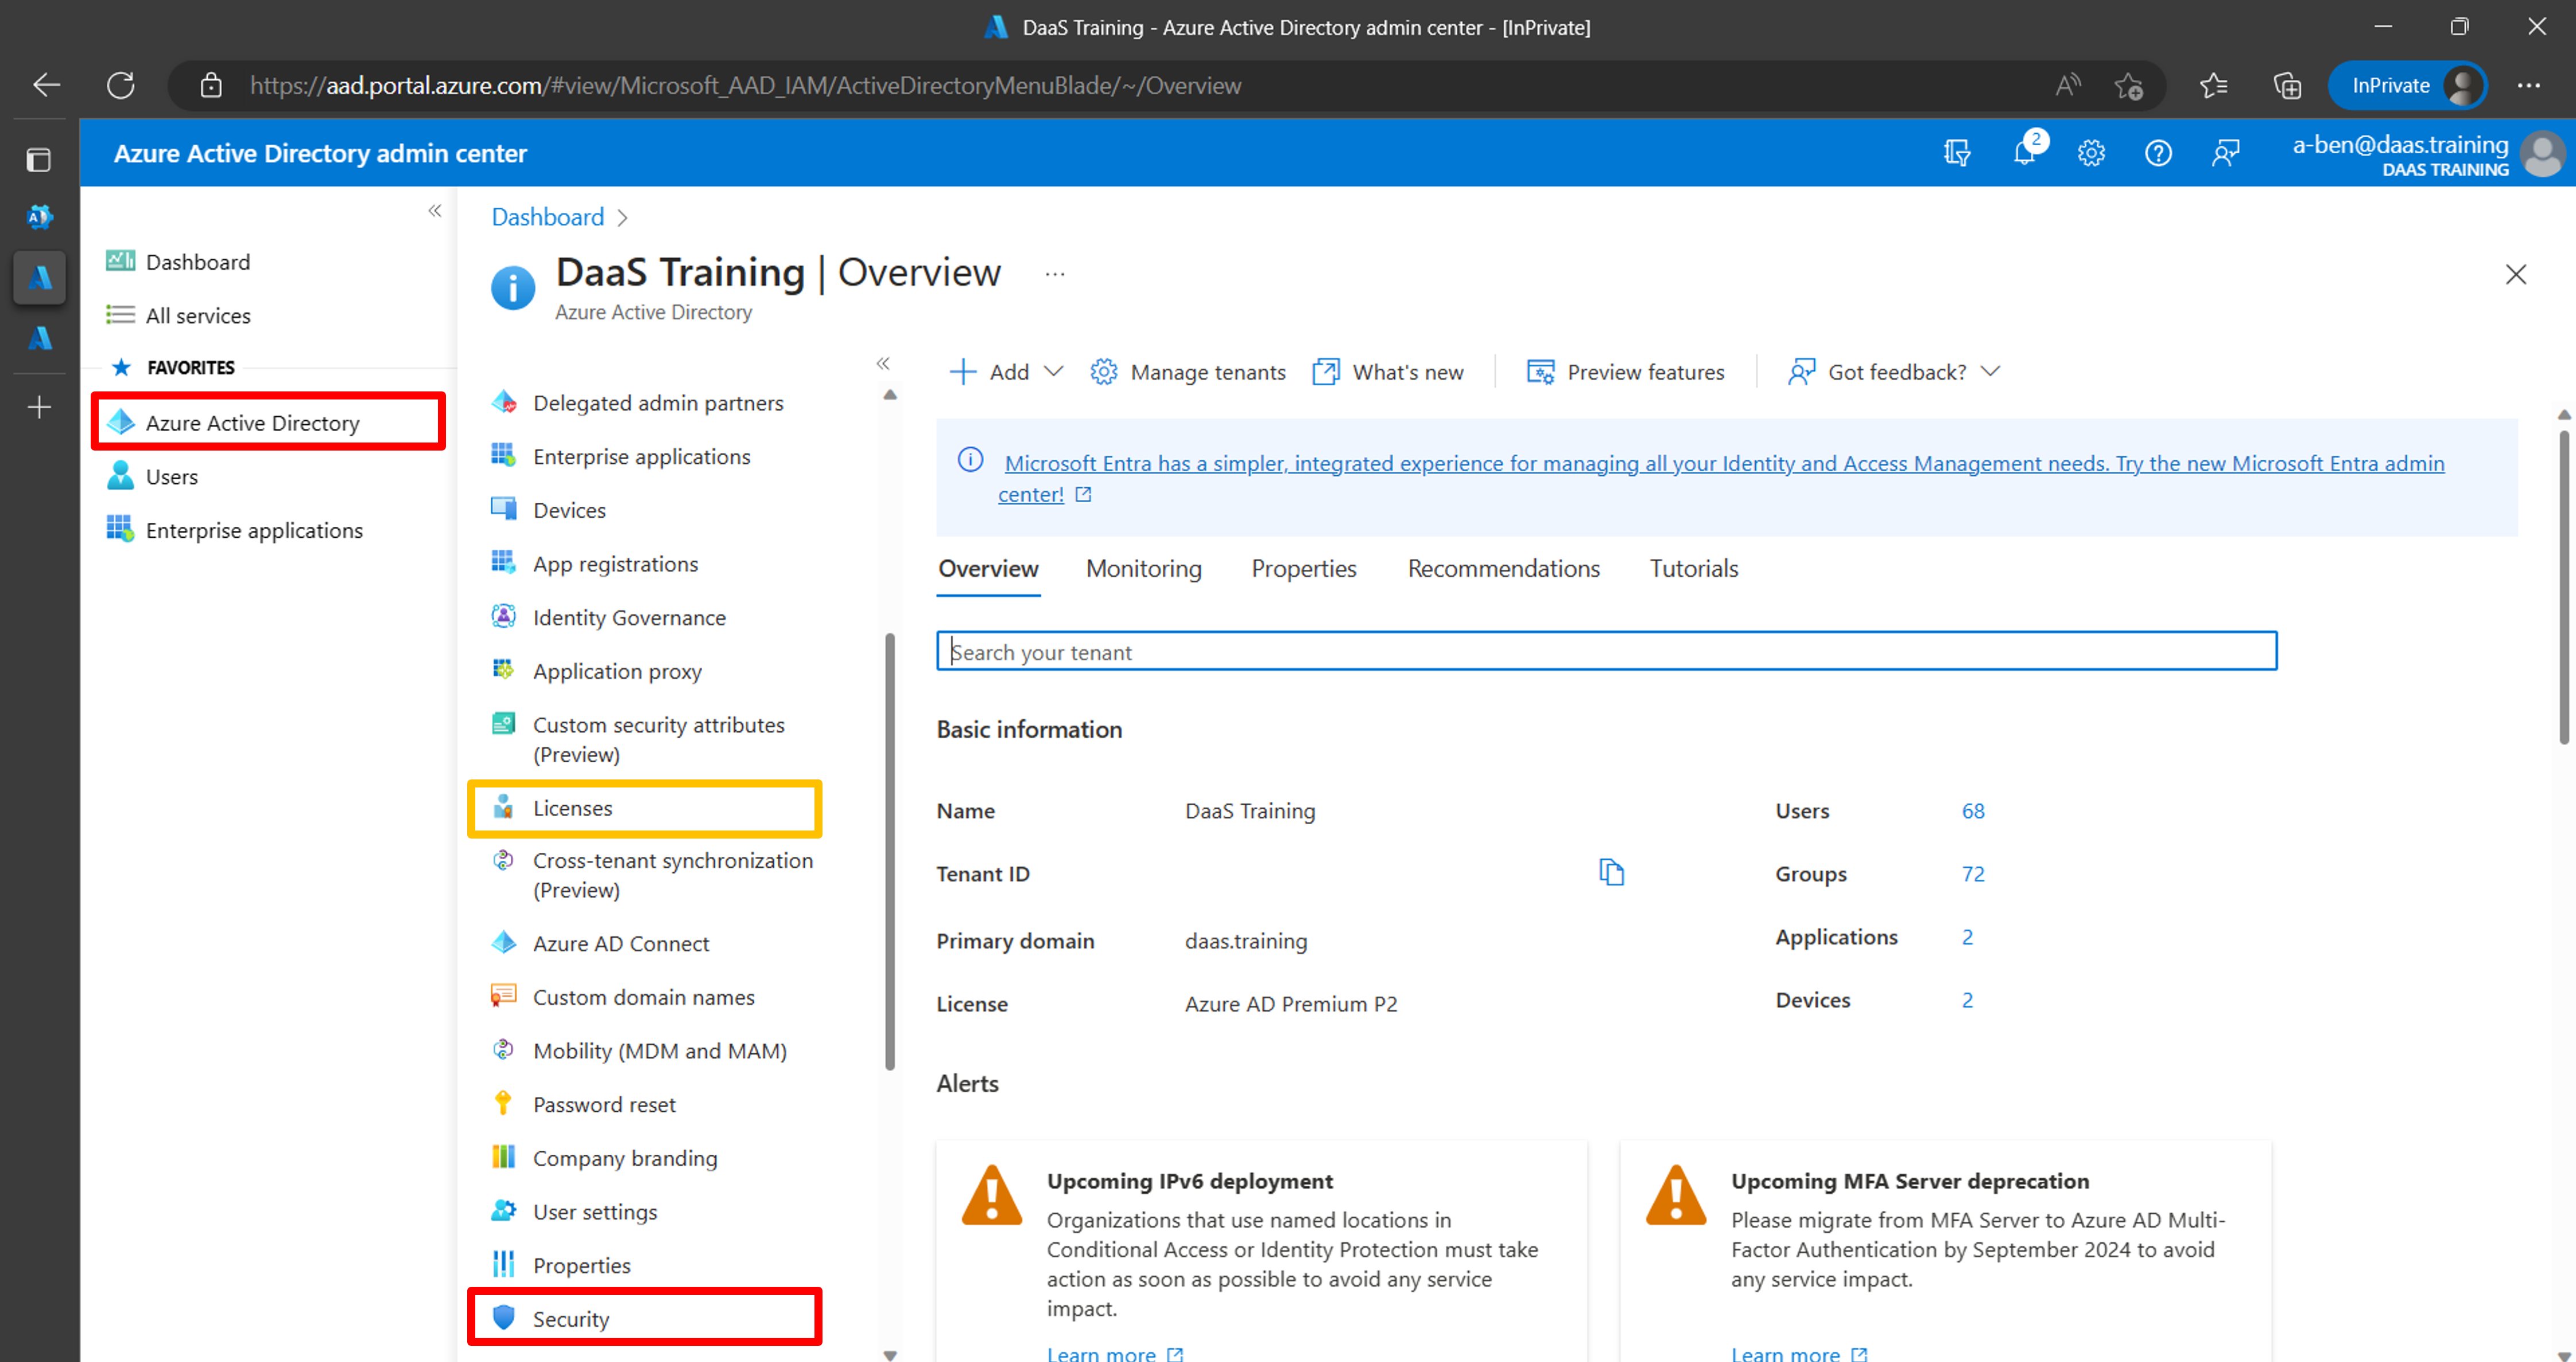 DaaS Training - Azure Active Directory admin center - [InPrivate]
https://aad.portal.azure.com/#view/Microsoft_AAD_IAM/ActiveDirectoryMenuBlade/~/Overview
InPrivate
Azure Active Directory admin center
2
a-ben@daas.training
DAAS TRAINING
Dashboard
All services
FAVORITES
Azure Active Directory
Users
Enterprise applications
Dashboard
DaaS Training | Overview
Azure Active Directory
Delegated admin partners
Enterprise applications
Devices
App registrations
Identity Governance
Application proxy
Custom security attributes
(Preview)
Licenses
Cross-tenant synchronization
(Preview)
Azure AD Connect
Custom domain names
Mobility (MDM and MAM)
Password reset
Company branding
User settings
Properties
Security
Add
Manage tenants
What's new
Preview features
Got feedback?
Microsoft Entra has a simpler, integrated experience for managing all your Identity and Access Management needs. Try the new Microsoft Entra admin
center!
Overview
Monitoring
Properties
Recommendations
Tutorials
Search your tenant
Basic information
Name
DaaS Training
Users
68
Tenant ID
Groups
72
Primary domain
daas.training
Applications
2
License
Azure AD Premium P2
Devices
2
Alerts
Upcoming IPv6 deployment
Organizations that use named locations in
Conditional Access or Identity Protection must take
action as soon as possible to avoid any service
impact.
Learn more
Upcoming MFA Server deprecation
Please migrate from MFA Server to Azure AD Multi-
Factor Authentication by September 2024 to avoid
any service impact.
Learn more